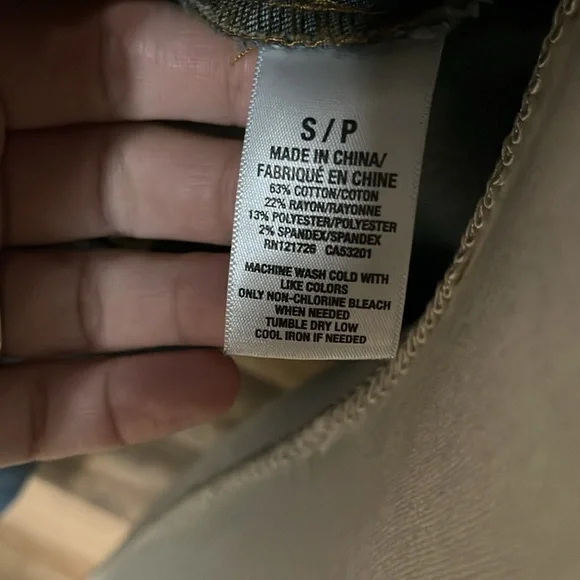 S/P
MADE IN CHINA/
FABRIQUÉ EN CHINE
63% COTTON/COTON
22% RAYON/RAYONNE
13% POLYESTER/POLYESTER
2% SPANDEX/SPANDEX
RN121726 CA53201
MACHINE WASH COLD WITH
LIKE COLORS
ONLY NON-CHLORINE BLEACH
WHEN NEEDED
TUMBLE DRY LOW
COOL IRON IF NEEDED